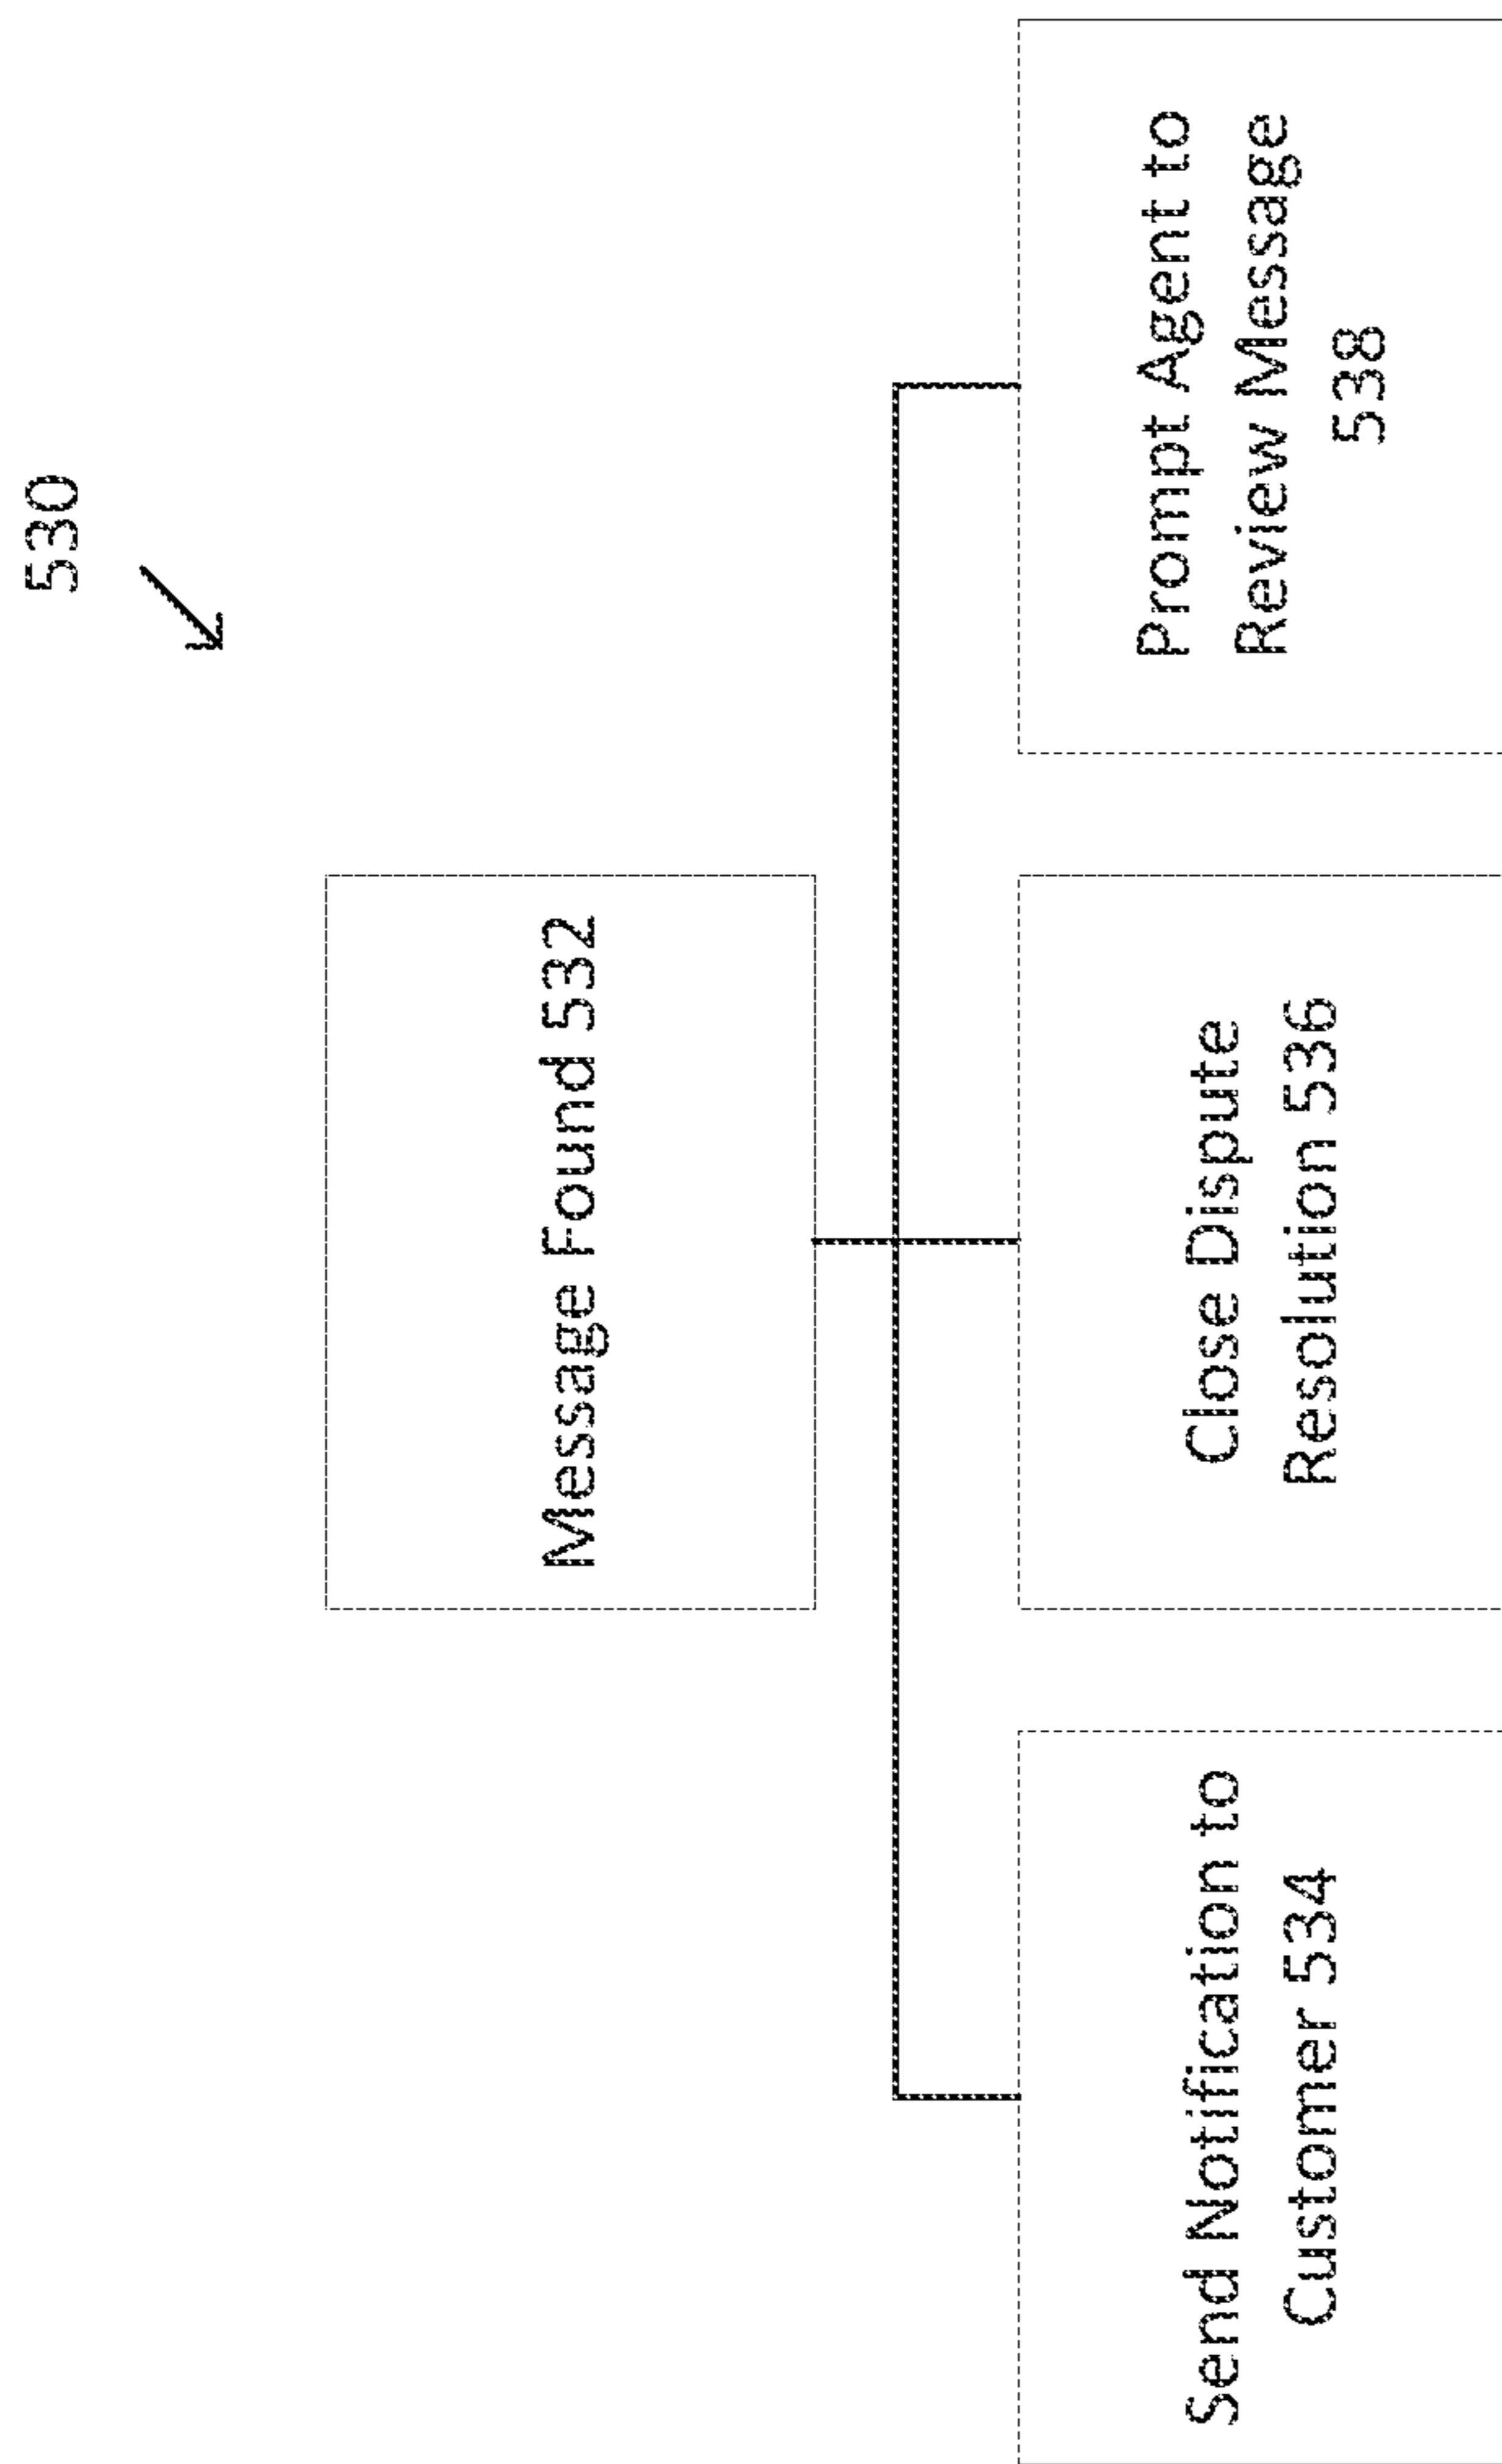 530
Message Found 532
Send Notification to
Customer 534
Close Dispute
Resolution 536
Prompt Agent to
Review Message
538